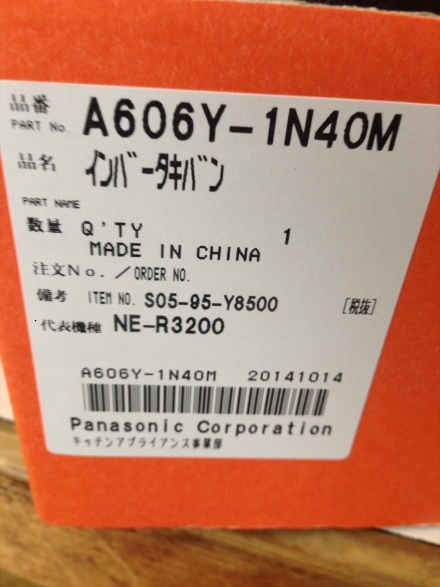 品番
PART No. A606Y-1N40M
品名 インバータキバン
PART NAME
数量 Q'TY 1
MADE IN CHINA
注文No.／ORDER NO.
備考 ITEM NO. S05-95-Y8500 [税抜]
代表機種 NE-R3200
A606Y-1N40M 20141014
Panasonic Corporation
キッチンアプライアンス事業部